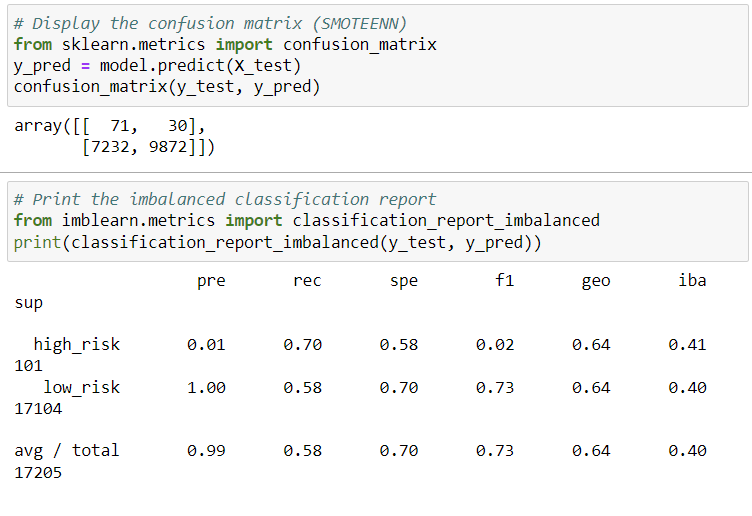 # Display the confusion matrix (SMOTEENN)
from sklearn.metrics import confusion_matrix
y_pred = model.predict(X_test)
confusion_matrix(y_test, y_pred)
array([[  71,   30],
       [7232, 9872]])
# Print the imbalanced classification report
from imblearn.metrics import classification_report_imbalanced
print(classification_report_imbalanced(y_test, y_pred))
                   pre       rec       spe        f1       geo       iba
sup
  high_risk       0.01      0.70      0.58      0.02      0.64      0.41
101
   low_risk       1.00      0.58      0.70      0.73      0.64      0.40
17104
avg / total       0.99      0.58      0.70      0.73      0.64      0.40
17205